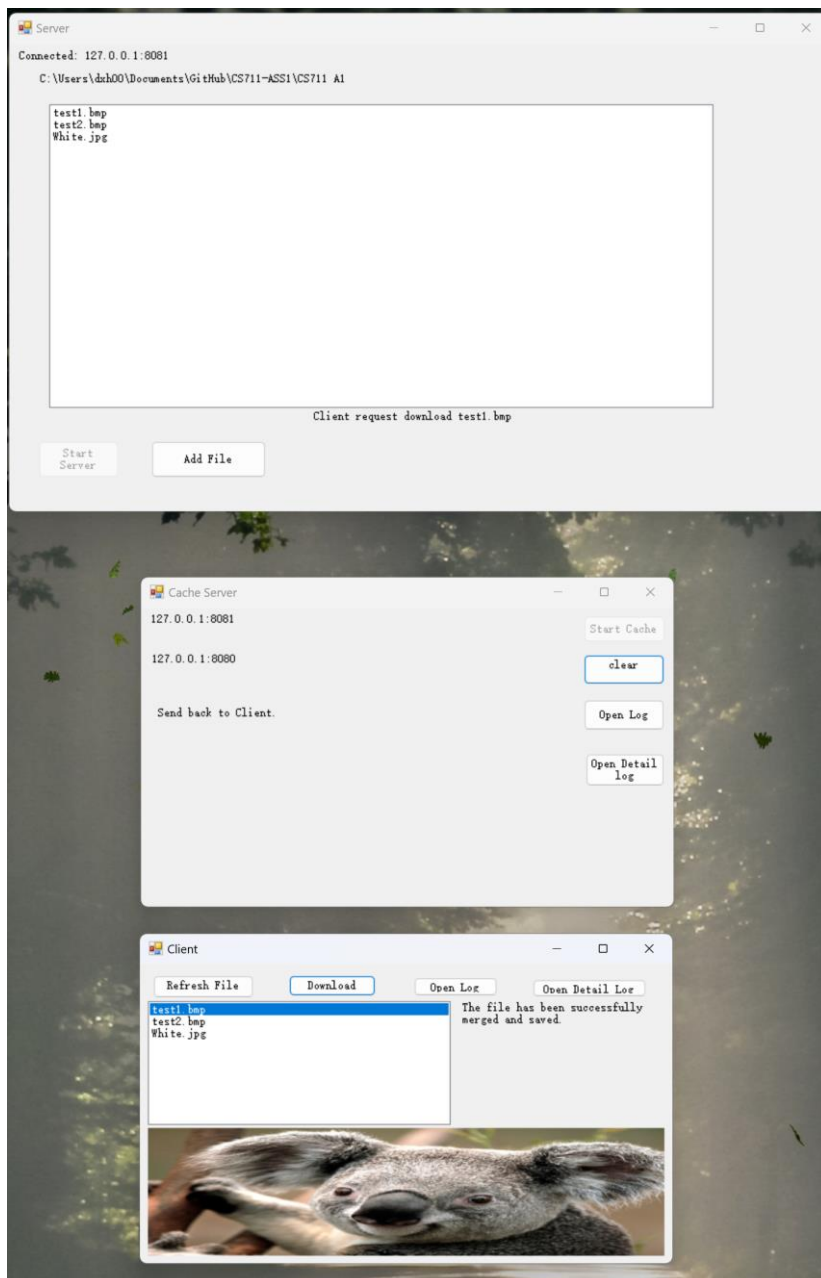 Server
Connected: 127.0.0.1:8081
C:\Users\dxh00\Documents\GitHub\CS711-ASS1\CS711 A1
test1.bmp
test2.bmp
White.jpg
Client request download test1.bmp
Start
Server
Add File
Cache Server
127.0.0.1:8081
Start Cache
127.0.0.1:8080
clear
Send back to Client.
Open Log
Open Detail
log
Client
Refresh File
Download
Open Log
Open Detail Log
test1.bmp
test2.bmp
White.jpg
The file has been successfully
merged and saved.